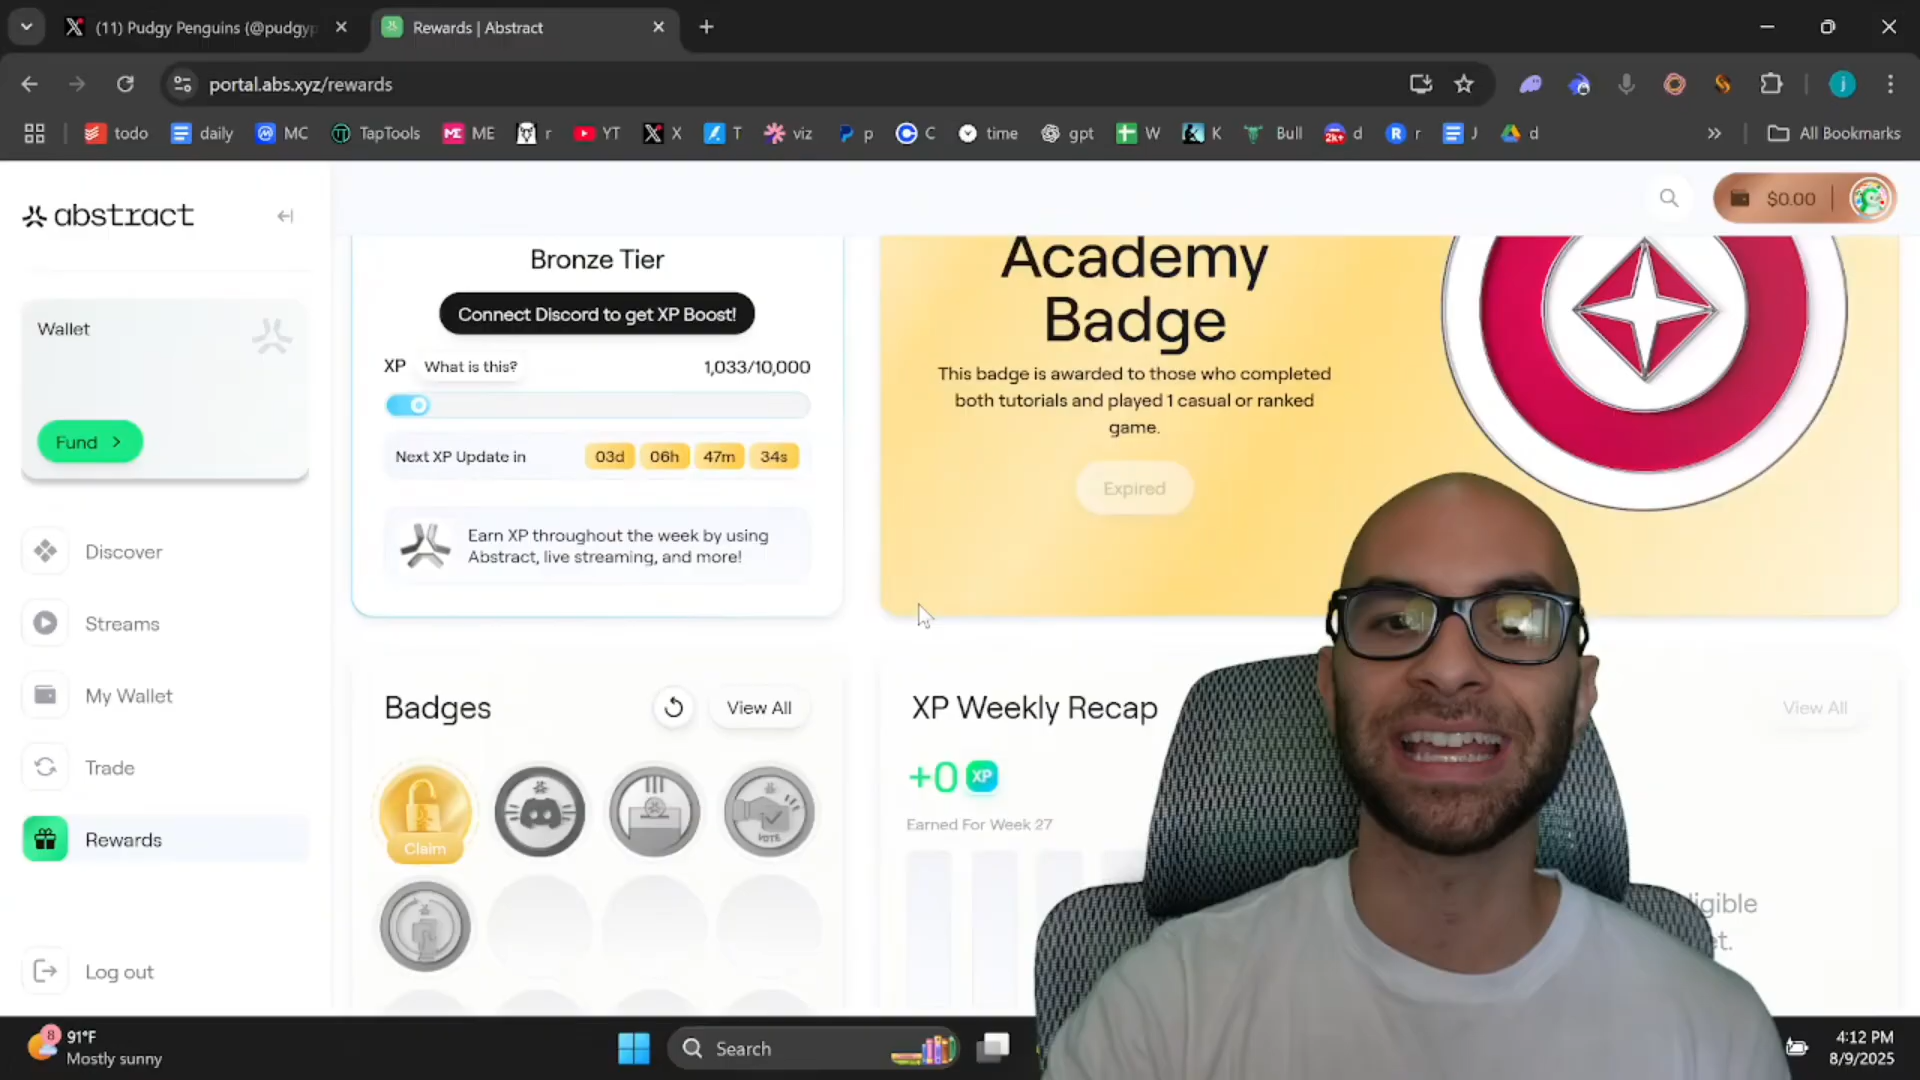 (11) Pudgy Penguins (@pudgyp
Rewards | Abstract
portal.abs.xyz/rewards
todo
daily
MC
TapTools
ME
r
YT
X
T
viz
p
C
time
gpt
W
K
Bull
d
r
J
d
All Bookmarks
abstract
$0.00
Wallet
Fund
Discover
Streams
My Wallet
Trade
Rewards
Log out
Bronze Tier
Connect Discord to get XP Boost!
XP What is this? 1,033/10,000
Next XP Update in 03d 06h 47m 34s
Earn XP throughout the week by using
Abstract, live streaming, and more!
Academy
Badge
This badge is awarded to those who completed
both tutorials and played 1 casual or ranked
game.
Expired
Badges
View All
Claim
VOTE
XP Weekly Recap
View All
+0 XP
Earned For Week 27
ligible
t.
8
91°F
Mostly sunny
Search
4:12 PM
8/9/2025